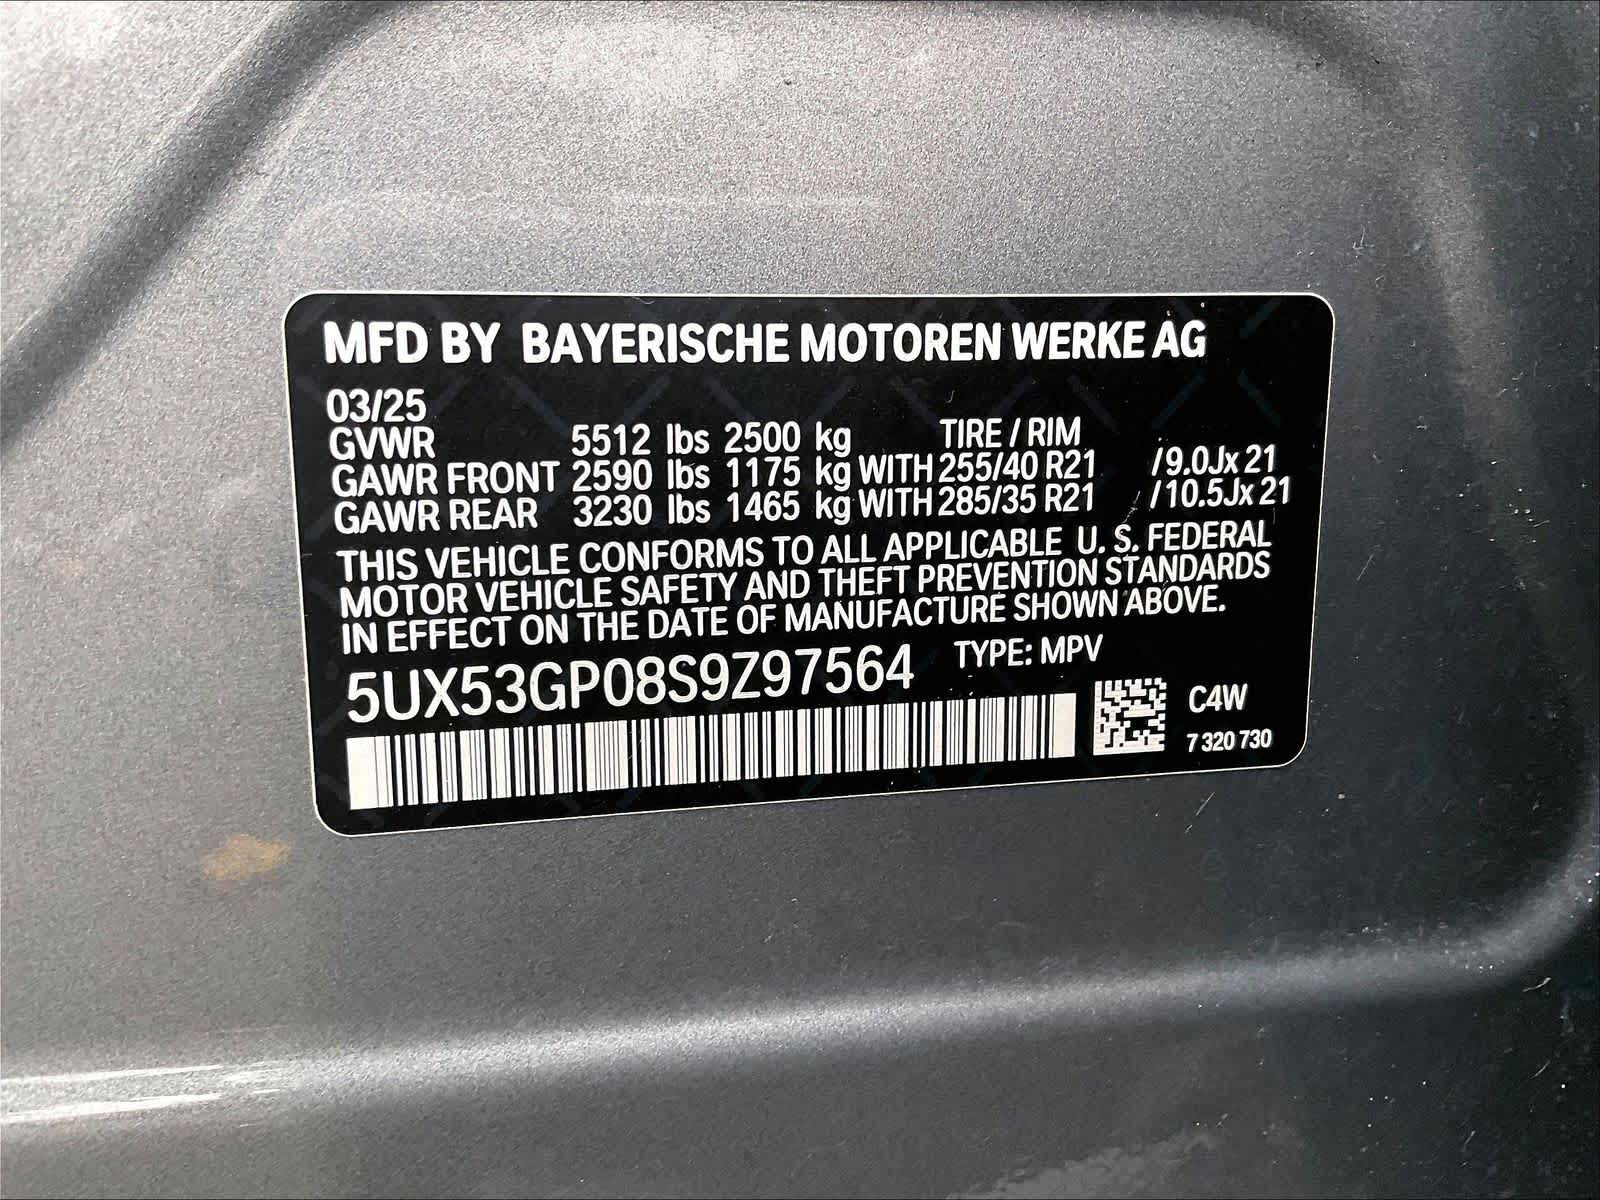 MFD BY BAYERISCHE MOTOREN WERKE AG
03/25
GVWR 5512 lbs 2500 kg TIRE / RIM
GAWR FRONT 2590 lbs 1175 kg WITH 255/40 R21 /9.0Jx 21
GAWR REAR 3230 lbs 1465 kg WITH 285/35 R21 /10.5Jx 21
THIS VEHICLE CONFORMS TO ALL APPLICABLE U. S. FEDERAL
MOTOR VEHICLE SAFETY AND THEFT PREVENTION STANDARDS
IN EFFECT ON THE DATE OF MANUFACTURE SHOWN ABOVE.
5UX53GP08S9Z97564 TYPE: MPV
C4W
7 320 730